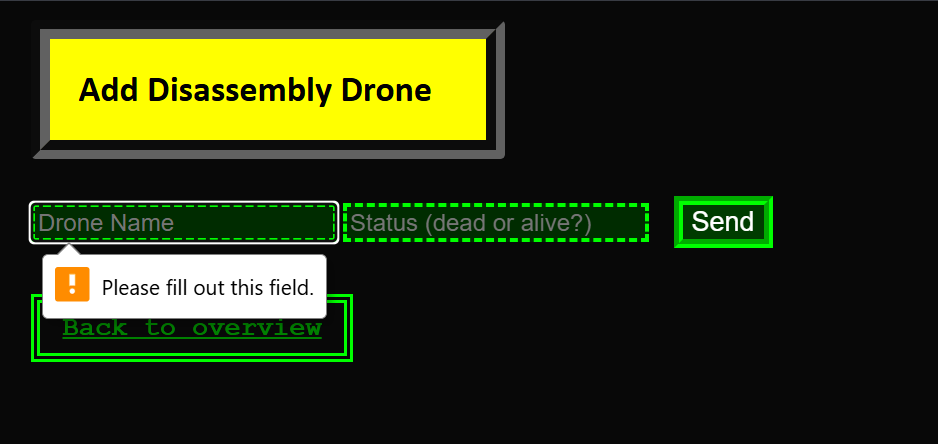 Add Disassembly Drone
Drone Name Status (dead or alive?) Send
! Please fill out this field.
Back to overview